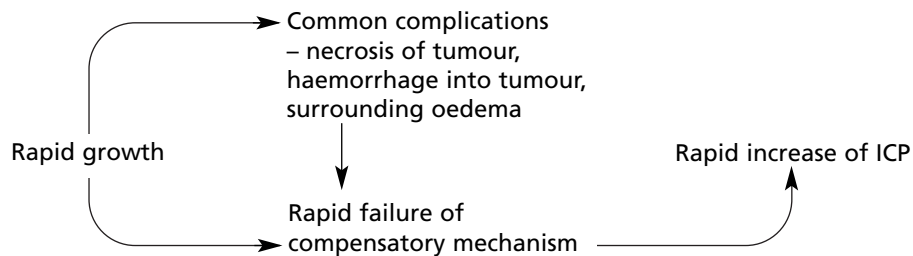 Common complications
– necrosis of tumour,
haemorrhage into tumour,
surrounding oedema
Rapid growth
Rapid increase of ICP
Rapid failure of
compensatory mechanism